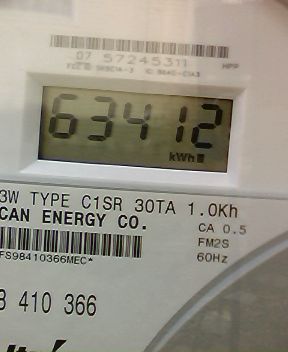 07 57245311 HPP
63412
kWh
3W TYPE C1SR 30TA 1.0Kh
CAN ENERGY CO.
CA 0.5
FM2S
FS98410366MEC*
60Hz
410 366